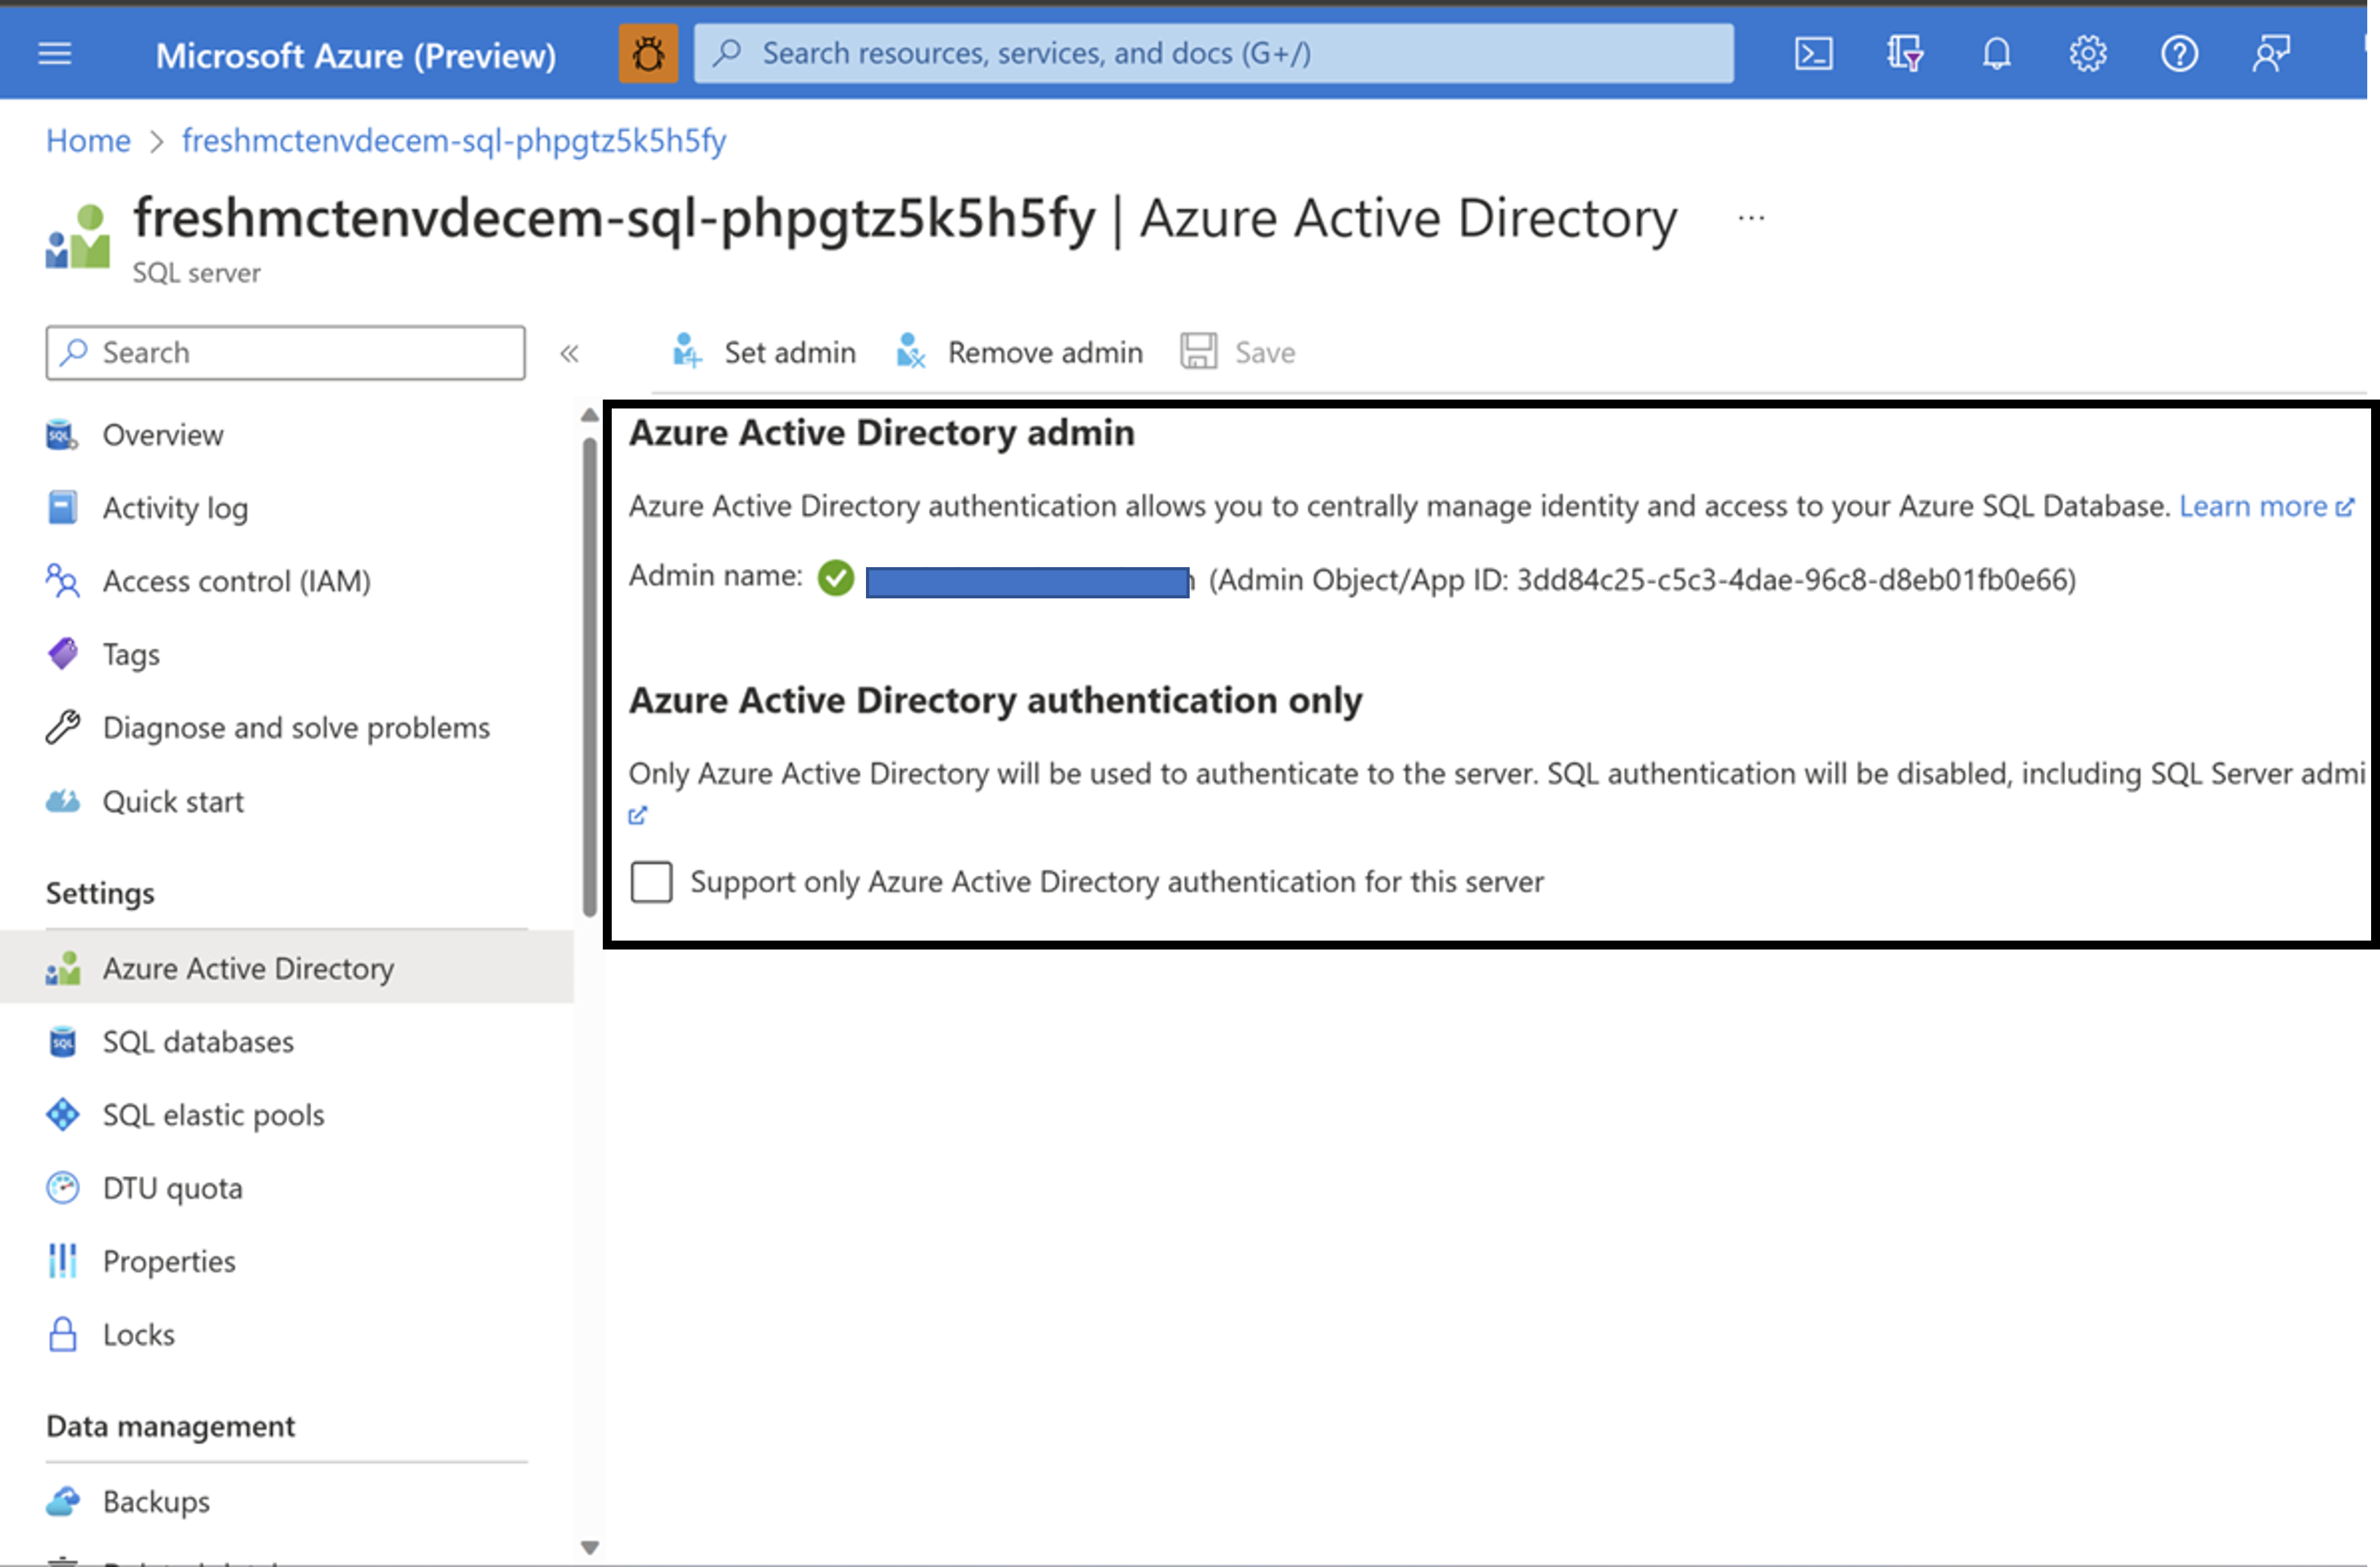 Microsoft Azure (Preview)
Search resources, services, and docs (G+/)
Home > freshmctenvdecem-sql-phpgtz5k5h5fy
freshmctenvdecem-sql-phpgtz5k5h5fy | Azure Active Directory ...
SQL server
Search
«
Set admin
Remove admin
Save
Overview
Activity log
Access control (IAM)
Tags
Diagnose and solve problems
Quick start
Settings
Azure Active Directory
SQL databases
SQL elastic pools
DTU quota
Properties
Locks
Data management
Backups
Azure Active Directory admin
Azure Active Directory authentication allows you to centrally manage identity and access to your Azure SQL Database. Learn more
Admin name: (Admin Object/App ID: 3dd84c25-c5c3-4dae-96c8-d8eb01fb0e66)
Azure Active Directory authentication only
Only Azure Active Directory will be used to authenticate to the server. SQL authentication will be disabled, including SQL Server admi
Support only Azure Active Directory authentication for this server